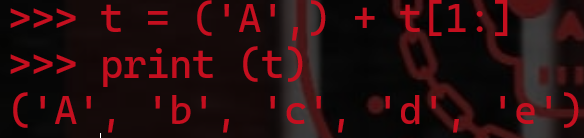 >>> t = ('A',) + t[1:]
>>> print (t)
('A', 'b', 'c', 'd', 'e')